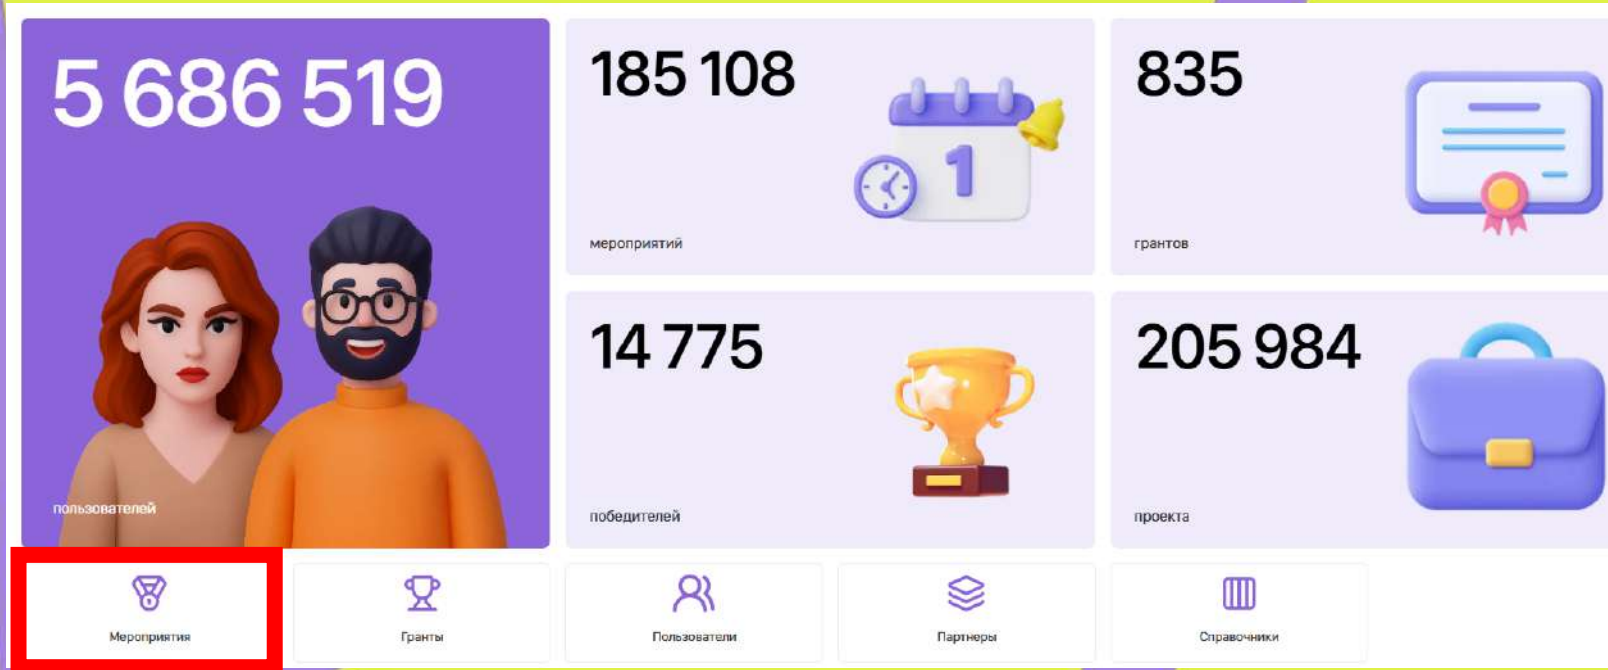 5 686 519
пользователей
185 108
1
мероприятий
835
грантов
14 775
победителей
205 984
проекта
Мероприятия
Гранты
Пользователи
Партнеры
Справочники